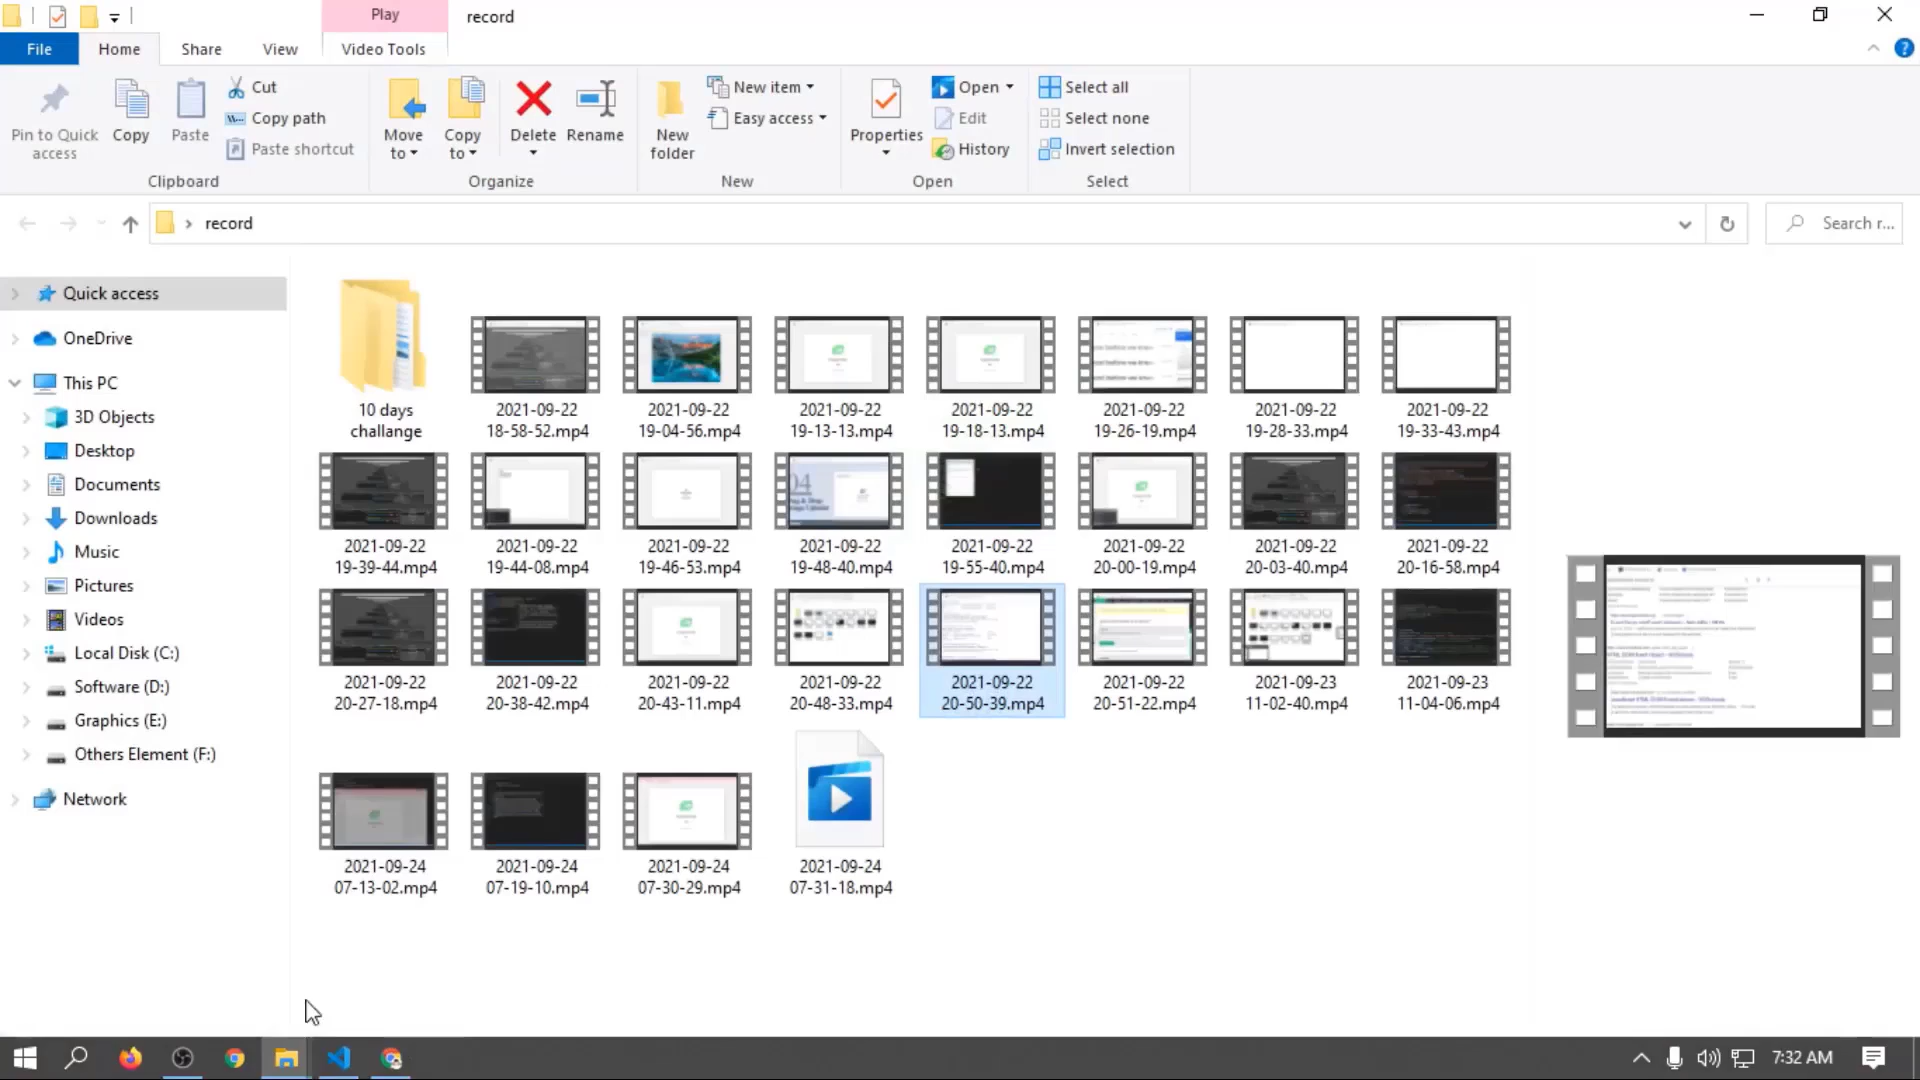 Play
record
File
Home
Share
View
Video Tools
Pin to Quick
access
Copy
Paste
Cut
Copy path
Paste shortcut
Clipboard
Move
to
Copy
to
Delete
Rename
Organize
New
folder
New item
Easy access
New
Properties
Open
Edit
History
Open
Select all
Select none
Invert selection
Select
record
Search r...
Quick access
OneDrive
This PC
3D Objects
Desktop
Documents
Downloads
Music
Pictures
Videos
Local Disk (C:)
Software (D:)
Graphics (E:)
Others Element (F:)
Network
10 days
challange
2021-09-22
18-58-52.mp4
2021-09-22
19-04-56.mp4
2021-09-22
19-13-13.mp4
2021-09-22
19-18-13.mp4
2021-09-22
19-26-19.mp4
2021-09-22
19-28-33.mp4
2021-09-22
19-33-43.mp4
2021-09-22
19-39-44.mp4
2021-09-22
19-44-08.mp4
2021-09-22
19-46-53.mp4
2021-09-22
19-48-40.mp4
2021-09-22
19-55-40.mp4
2021-09-22
20-00-19.mp4
2021-09-22
20-03-40.mp4
2021-09-22
20-16-58.mp4
2021-09-22
20-27-18.mp4
2021-09-22
20-38-42.mp4
2021-09-22
20-43-11.mp4
2021-09-22
20-48-33.mp4
2021-09-22
20-50-39.mp4
2021-09-22
20-51-22.mp4
2021-09-23
11-02-40.mp4
2021-09-23
11-04-06.mp4
2021-09-24
07-13-02.mp4
2021-09-24
07-19-10.mp4
2021-09-24
07-30-29.mp4
2021-09-24
07-31-18.mp4
7:32 AM